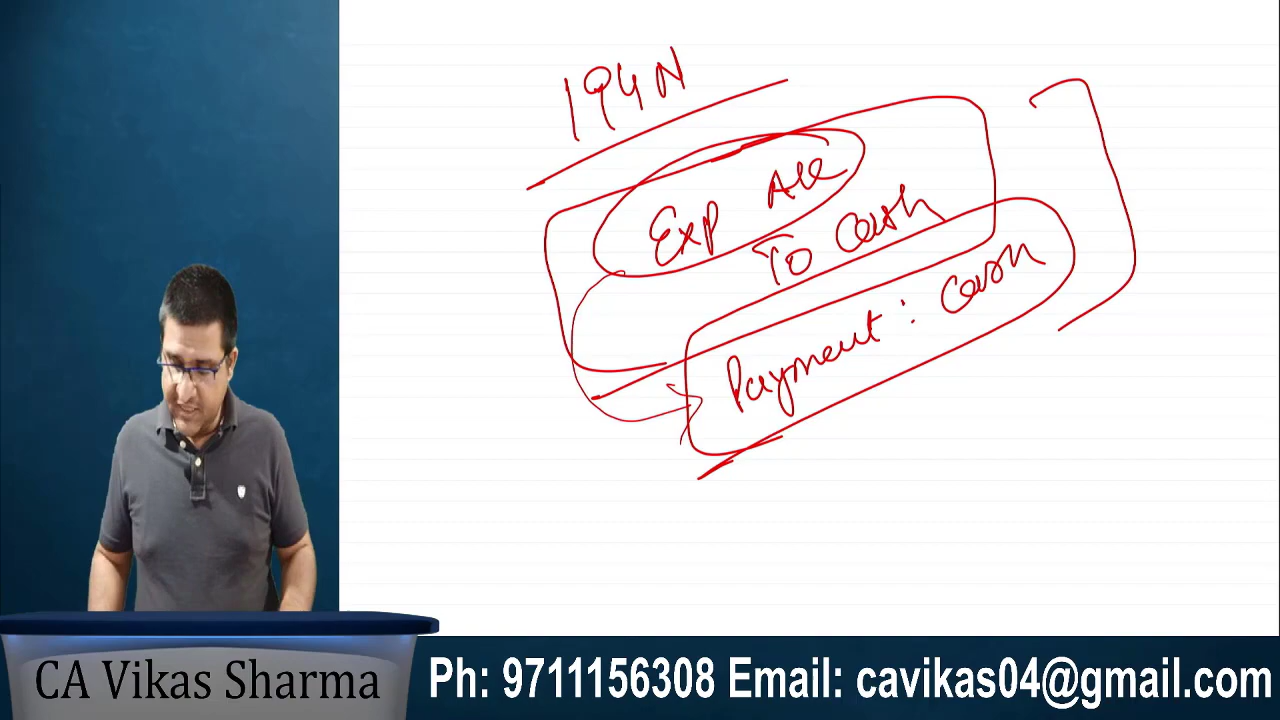 194N
Exp A/c
To Cash
Payment : Cash
CA Vikas Sharma
Ph: 9711156308 Email: cavikas04@gmail.com